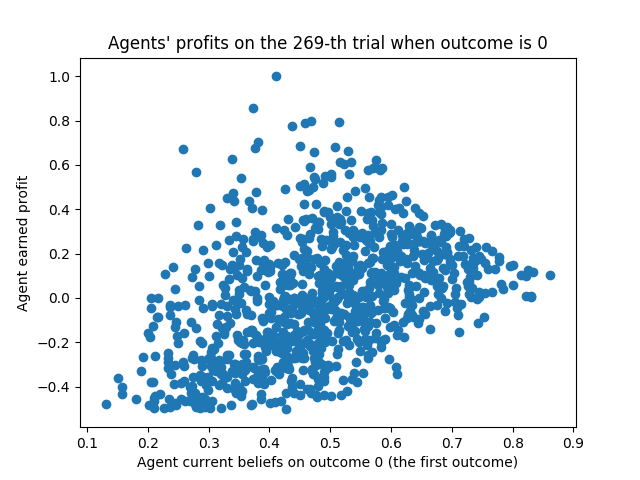 Agents' profits on the 269-th trial when outcome is 0
1.0
0.8
0.6
0.4
0.2
0.0
−0.2
−0.4
Agent earned profit
0.1 0.2 0.3 0.4 0.5 0.6 0.7 0.8 0.9
Agent current beliefs on outcome 0 (the first outcome)